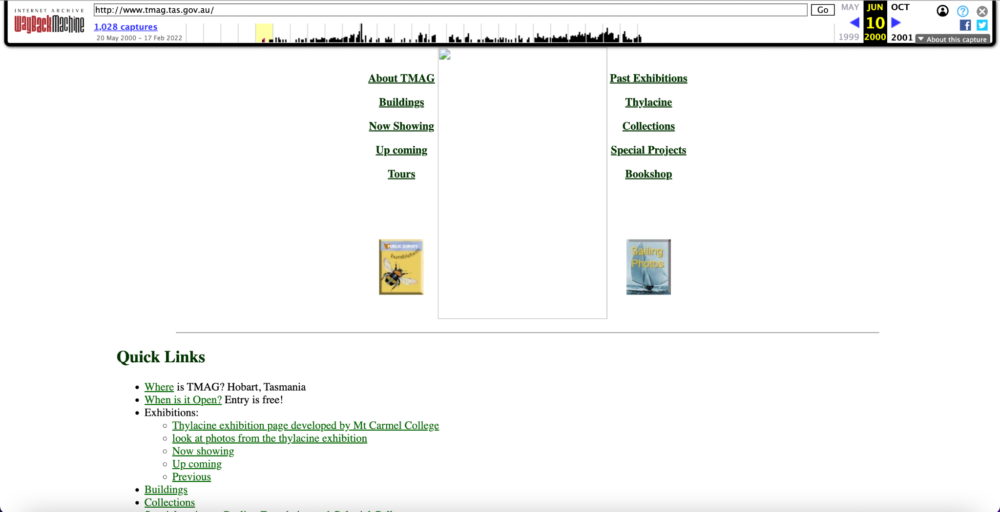 INTERNET ARCHIVE
WayBackMachine
http://www.tmag.tas.gov.au/
Go
1,028 captures
20 May 2000 – 17 Feb 2022
MAY JUN OCT
10
1999 2000 2001
About this capture
About TMAG
Buildings
Now Showing
Up coming
Tours
Past Exhibitions
Thylacine
Collections
Special Projects
Bookshop
PUBLIC SURVEY
bumblebees
Sailing
Photos
Quick Links
Where is TMAG? Hobart, Tasmania
When is it Open? Entry is free!
Exhibitions:
Thylacine exhibition page developed by Mt Carmel College
look at photos from the thylacine exhibition
Now showing
Up coming
Previous
Buildings
Collections